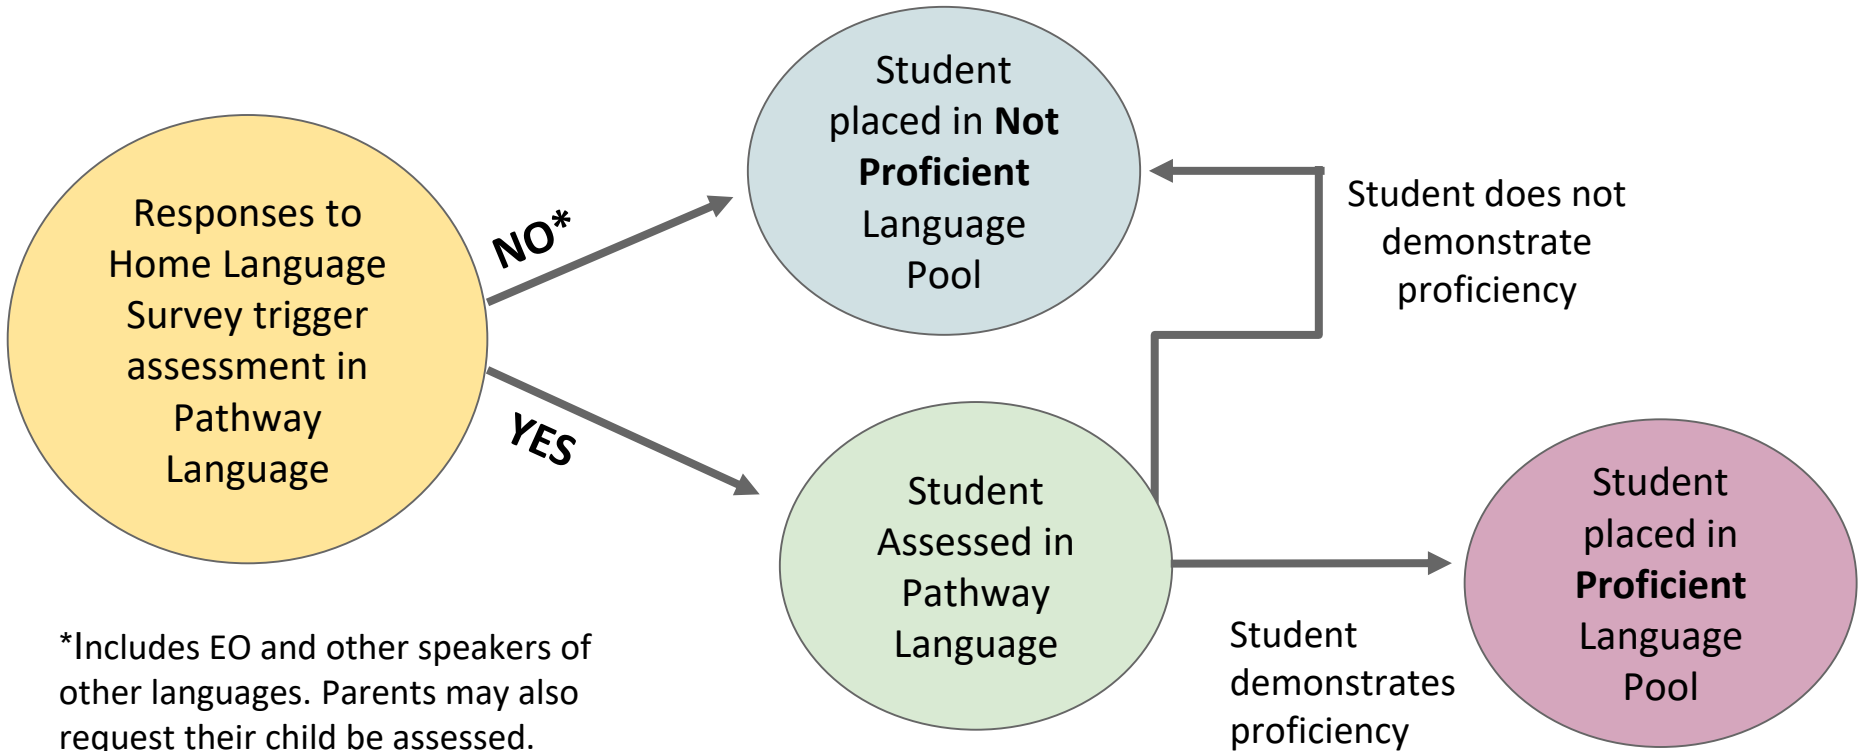 Responses to
Home Language
Survey trigger
assessment in
Pathway
Language
NO*
YES
Student
placed in Not
Proficient
Language
Pool
Student does not
demonstrate
proficiency
Student
Assessed in
Pathway
Language
Student
demonstrates
proficiency
Student
placed in
Proficient
Language
Pool
*Includes EO and other speakers of
other languages. Parents may also
request their child be assessed.